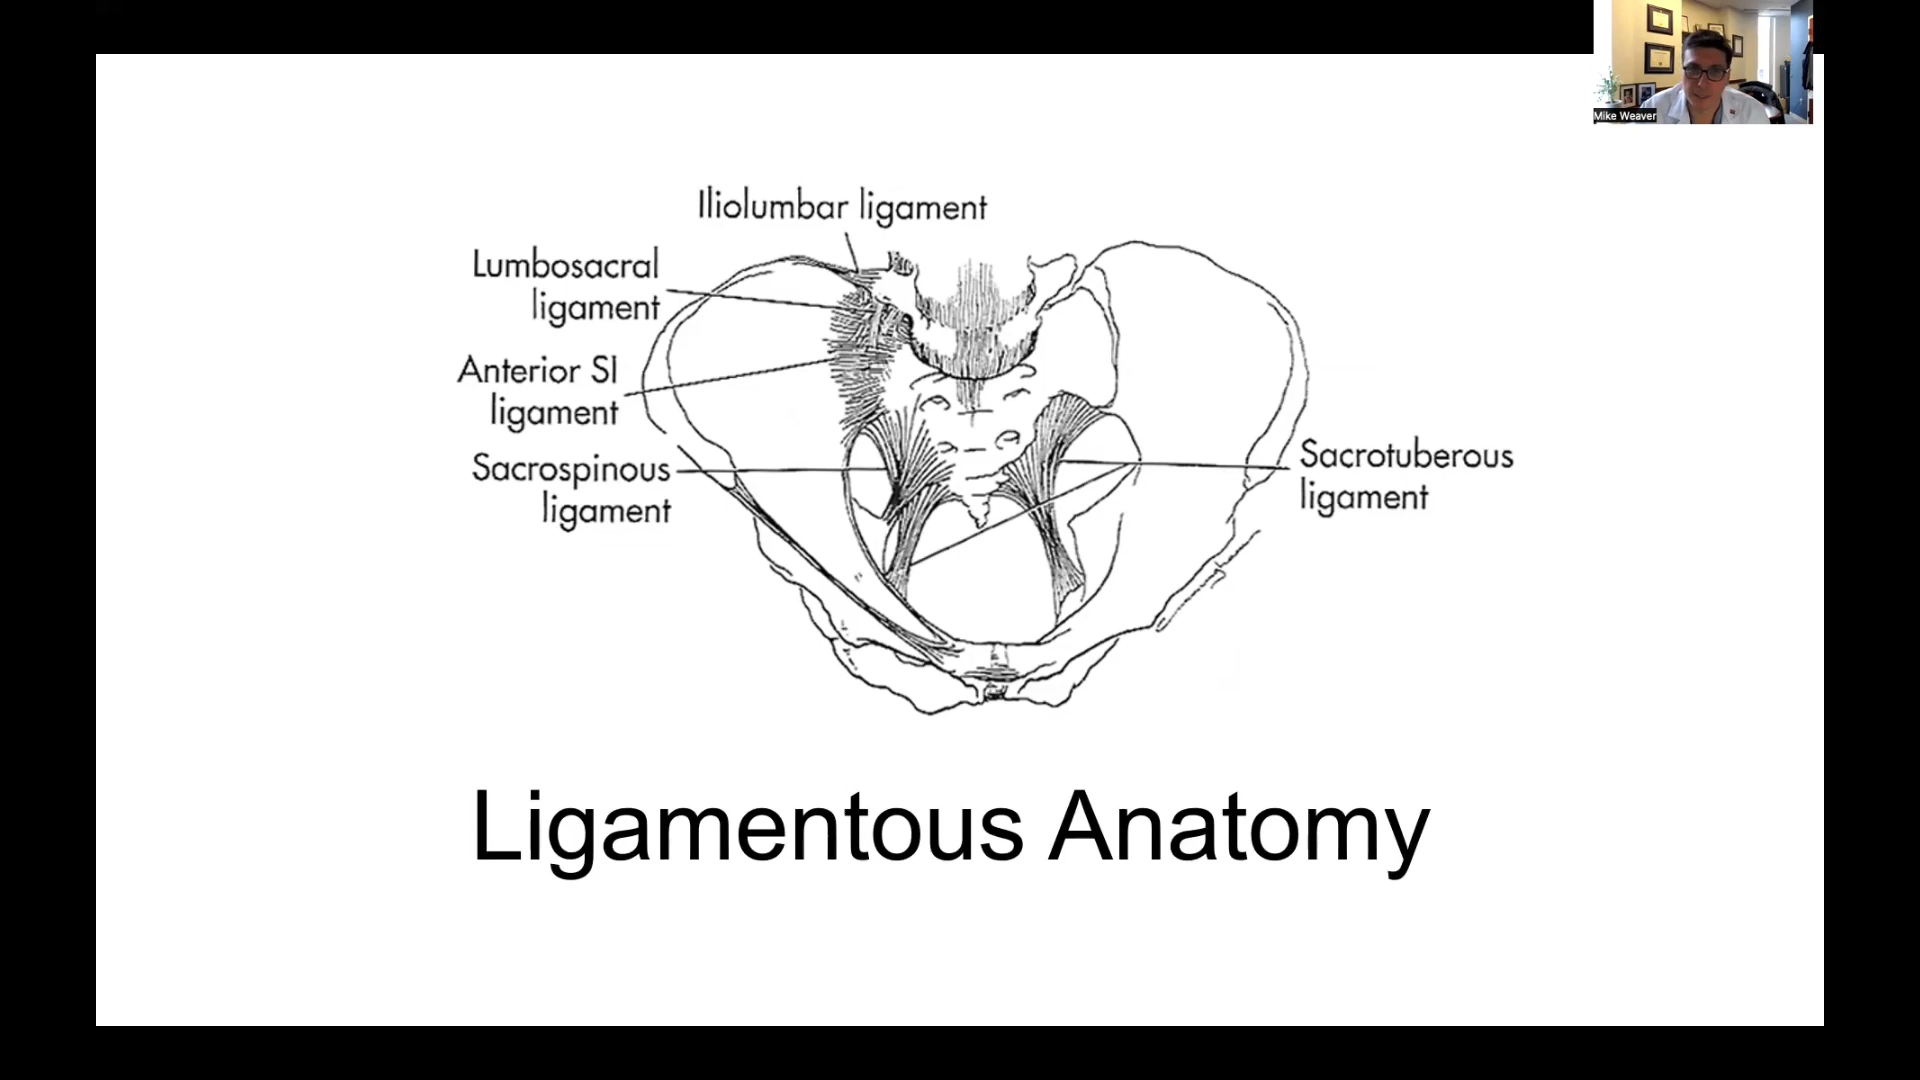 Mike Weaver
Iliolumbar ligament
Lumbosacral
ligament
Anterior SI
ligament
Sacrospinous
ligament
Sacrotuberous
ligament
Ligamentous Anatomy